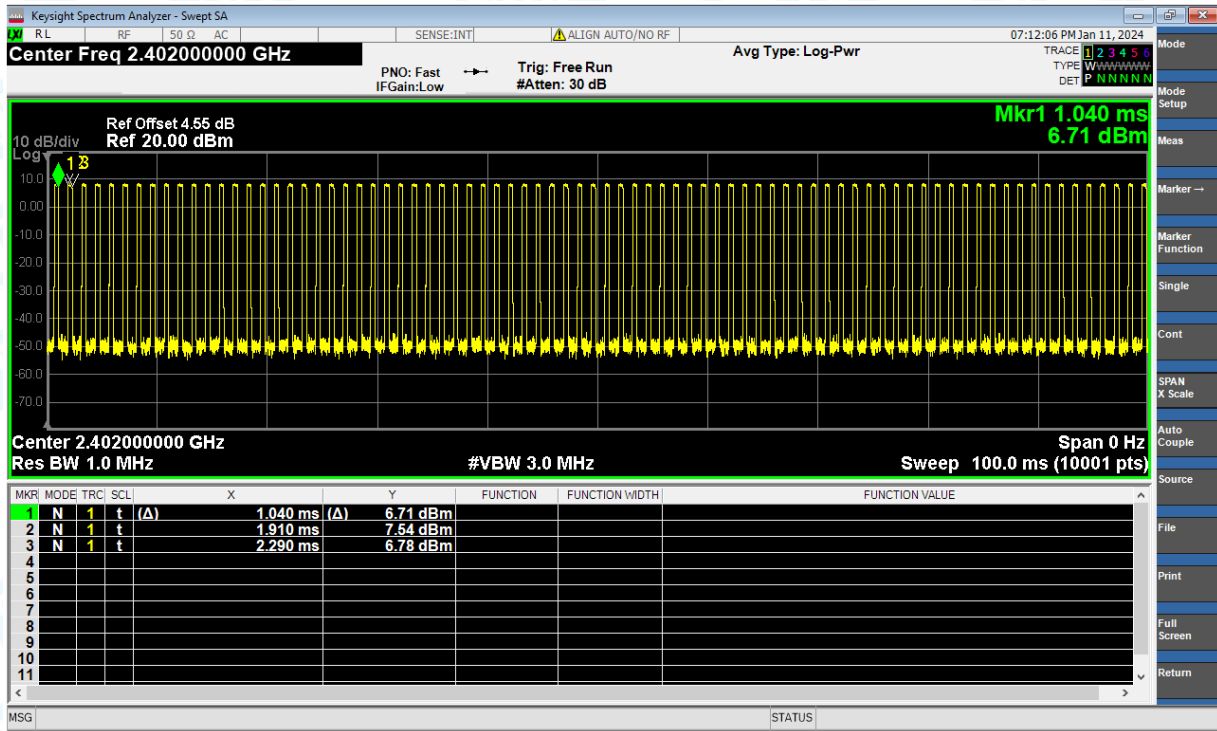 Keysight Spectrum Analyzer - Swept SA
LXI RL RF 50 Ω AC SENSE:INT ALIGN AUTO/NO RF 07:12:06 PM Jan 11, 2024
Center Freq 2.402000000 GHz Avg Type: Log-Pwr TRACE 1 2 3 4 5 6
PNO: Fast Trig: Free Run TYPE WWWWWW
IFGain:Low #Atten: 30 dB DET P N N N N N
Mkr1 1.040 ms
6.71 dBm
Ref Offset 4.55 dB
10 dB/div Ref 20.00 dBm
Log
10.0
0.00
-10.0
-20.0
-30.0
-40.0
-50.0
-60.0
-70.0
Center 2.402000000 GHz Span 0 Hz
Res BW 1.0 MHz #VBW 3.0 MHz Sweep 100.0 ms (10001 pts)
MKR MODE TRC SCL X Y FUNCTION FUNCTION WIDTH FUNCTION VALUE
1 N 1 t (Δ) 1.040 ms (Δ) 6.71 dBm
2 N 1 t 1.910 ms 7.54 dBm
3 N 1 t 2.290 ms 6.78 dBm
4
5
6
7
8
9
10
11
MSG STATUS
Mode
Mode
Setup
Meas
Marker →
Marker
Function
Single
Cont
SPAN
X Scale
Auto
Couple
Source
File
Print
Full
Screen
Return